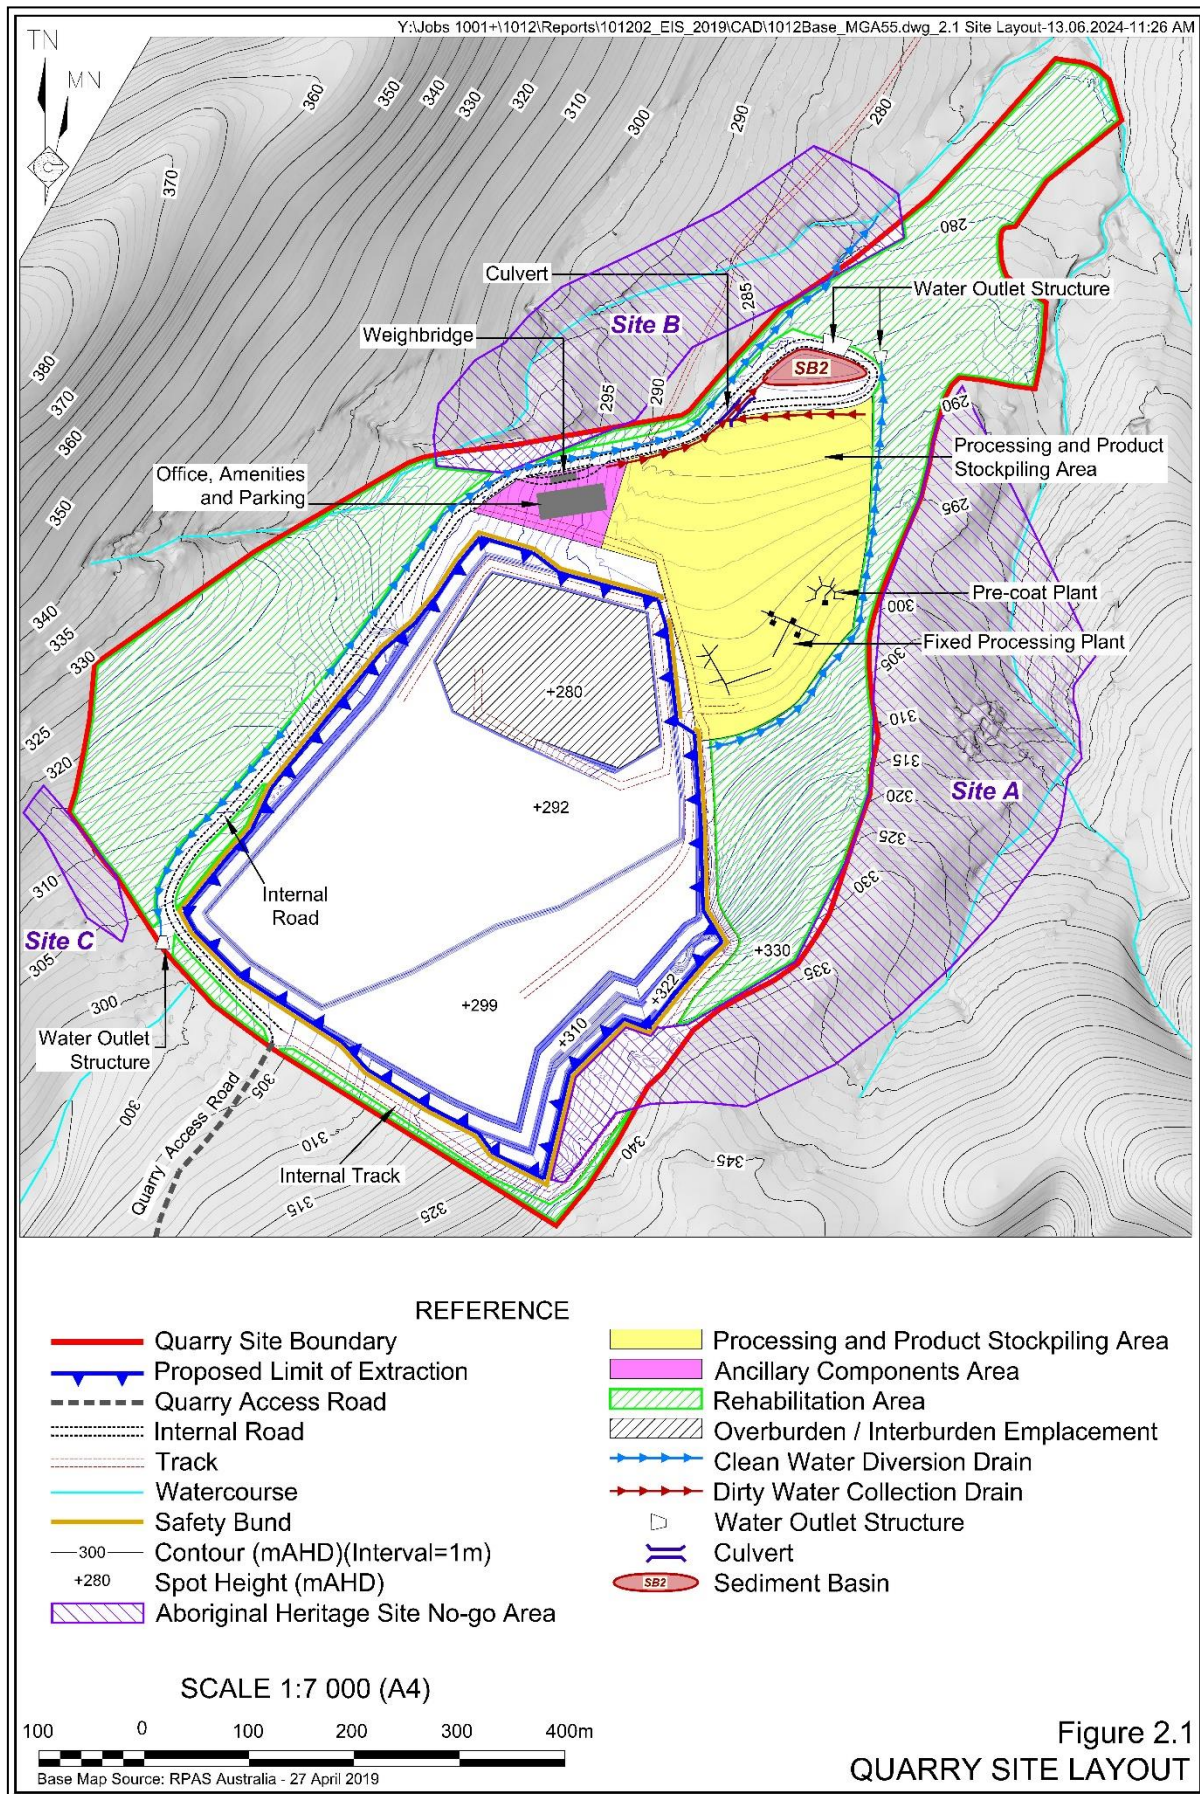 Y:\Jobs 1001+\1012\Reports\101202_EIS_2019\CAD\1012Base_MGA55.dwg_2.1 Site Layout-13.06.2024-11:26 AM
TN
MN
360
350
340
330
320
310
300
290
280
370
280
Culvert
285
Water Outlet Structure
Site B
Weighbridge
380
SB2
370
295
290
290
360
Processing and Product
Stockpiling Area
Office, Amenities
and Parking
350
295
340
Pre-coat Plant
335
300
Fixed Processing Plant
330
305
+280
325
310
320
315
+292
Site A
320
325
310
Internal
Road
330
Site C
305
+330
335
+322
300
+299
+310
Water Outlet
Structure
305
300
Quarry Access Road
310
340
345
Internal Track
315
325
REFERENCE
Quarry Site Boundary
Proposed Limit of Extraction
Quarry Access Road
Internal Road
Track
Watercourse
Safety Bund
300
Contour (mAHD)(Interval=1m)
+280
Spot Height (mAHD)
Aboriginal Heritage Site No-go Area
Processing and Product Stockpiling Area
Ancillary Components Area
Rehabilitation Area
Overburden / Interburden Emplacement
Clean Water Diversion Drain
Dirty Water Collection Drain
Water Outlet Structure
Culvert
SB2
Sediment Basin
SCALE 1:7 000 (A4)
100 0 100 200 300 400m
Base Map Source: RPAS Australia - 27 April 2019
Figure 2.1
QUARRY SITE LAYOUT